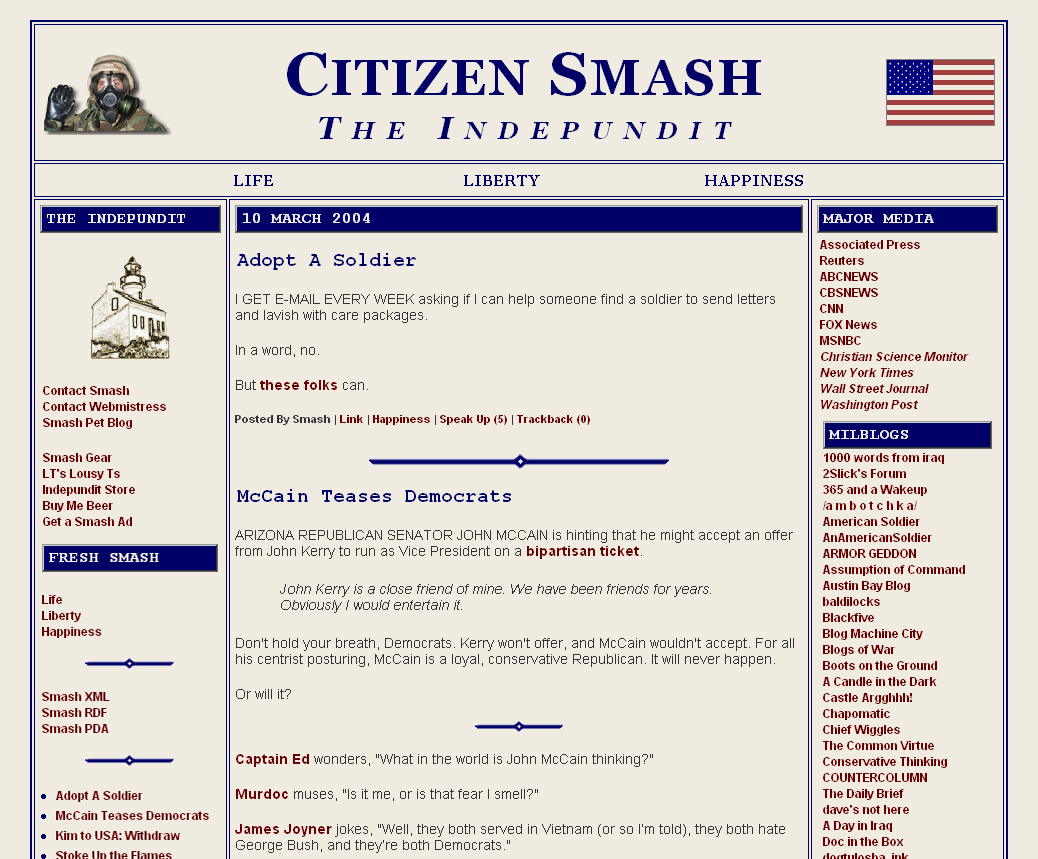 CITIZEN SMASH
THE INDEPUNDIT
LIFE LIBERTY HAPPINESS
THE INDEPUNDIT
Contact Smash
Contact Webmistress
Smash Pet Blog
Smash Gear
LT's Lousy Ts
Indepundit Store
Buy Me Beer
Get a Smash Ad
FRESH SMASH
Life
Liberty
Happiness
Smash XML
Smash RDF
Smash PDA
Adopt A Soldier
McCain Teases Democrats
Kim to USA: Withdraw
Stoke Up the Flames
10 MARCH 2004
Adopt A Soldier
I GET E-MAIL EVERY WEEK asking if I can help someone find a soldier to send letters
and lavish with care packages.
In a word, no.
But these folks can.
Posted By Smash | Link | Happiness | Speak Up (5) | Trackback (0)
McCain Teases Democrats
ARIZONA REPUBLICAN SENATOR JOHN MCCAIN is hinting that he might accept an offer
from John Kerry to run as Vice President on a bipartisan ticket.
John Kerry is a close friend of mine. We have been friends for years.
Obviously I would entertain it.
Don't hold your breath, Democrats. Kerry won't offer, and McCain wouldn't accept. For all
his centrist posturing, McCain is a loyal, conservative Republican. It will never happen.
Or will it?
Captain Ed wonders, "What in the world is John McCain thinking?"
Murdoc muses, "Is it me, or is that fear I smell?"
James Joyner jokes, "Well, they both served in Vietnam (or so I'm told), they both hate
George Bush, and they're both Democrats."
MAJOR MEDIA
Associated Press
Reuters
ABCNEWS
CBSNEWS
CNN
FOX News
MSNBC
Christian Science Monitor
New York Times
Wall Street Journal
Washington Post
MILBLOGS
1000 words from iraq
2Slick's Forum
365 and a Wakeup
/a m b o t c h k a/
American Soldier
AnAmericanSoldier
ARMOR GEDDON
Assumption of Command
Austin Bay Blog
baldilocks
Blackfive
Blog Machine City
Blogs of War
Boots on the Ground
A Candle in the Dark
Castle Argghhh!
Chapomatic
Chief Wiggles
The Common Virtue
Conservative Thinking
COUNTERCOLUMN
The Daily Brief
dave's not here
A Day in Iraq
Doc in the Box
dogtulosba, ink